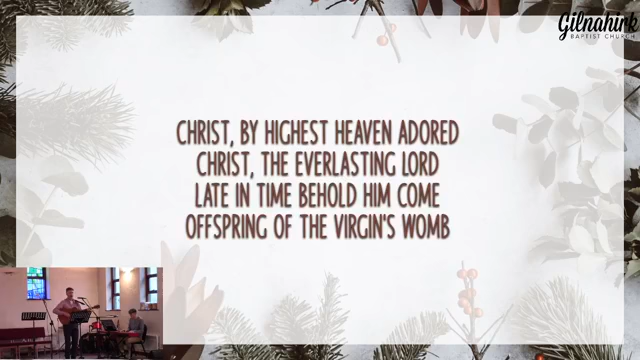 Gilnahirk
BAPTIST CHURCH
CHRIST, BY HIGHEST HEAVEN ADORED
CHRIST, THE EVERLASTING LORD
LATE IN TIME BEHOLD HIM COME
OFFSPRING OF THE VIRGIN'S WOMB